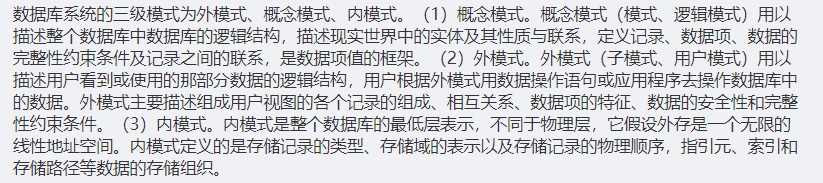 数据库系统的三级模式为外模式、概念模式、内模式。（1）概念模式。概念模式（模式、逻辑模式）用以
描述整个数据库中数据库的逻辑结构，描述现实世界中的实体及其性质与联系，定义记录、数据项、数据的
完整性约束条件及记录之间的联系，是数据项值的框架。（2）外模式。外模式（子模式、用户模式）用以
描述用户看到或使用的那部分数据的逻辑结构，用户根据外模式用数据操作语句或应用程序去操作数据库中
的数据。外模式主要描述组成用户视图的各个记录的组成、相互关系、数据项的特征、数据的安全性和完整
性约束条件。（3）内模式。内模式是整个数据库的最低层表示，不同于物理层，它假设外存是一个无限的
线性地址空间。内模式定义的是存储记录的类型、存储域的表示以及存储记录的物理顺序，指引元、索引和
存储路径等数据的存储组织。